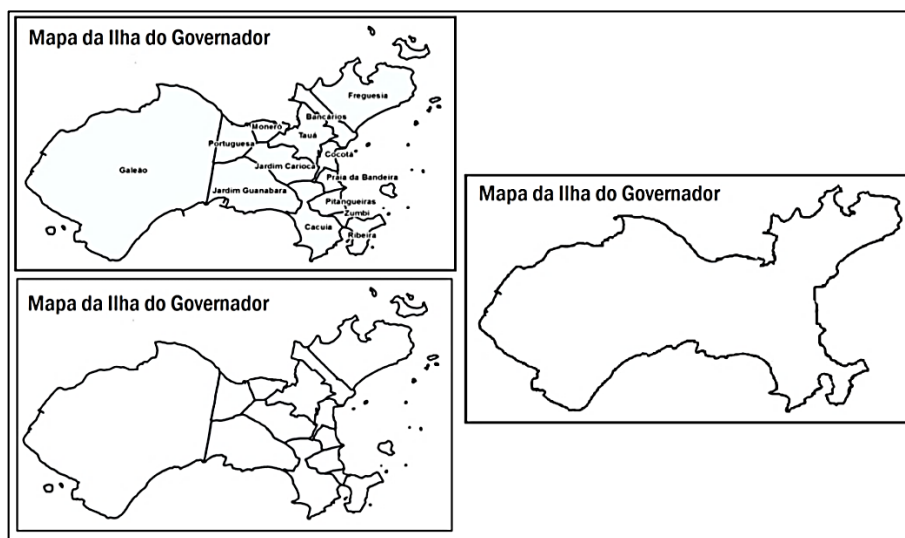 Mapa da Ilha do Governador
Freguesia
Bancários
Moneró
Tauá
Portuguesa
Cocotá
Jardim Carioca
Galeão
Praia da Bandeira
Jardim Guanabara
Pitangueiras
Zumbi
Cacuia
Ribeira
Mapa da Ilha do Governador
Mapa da Ilha do Governador